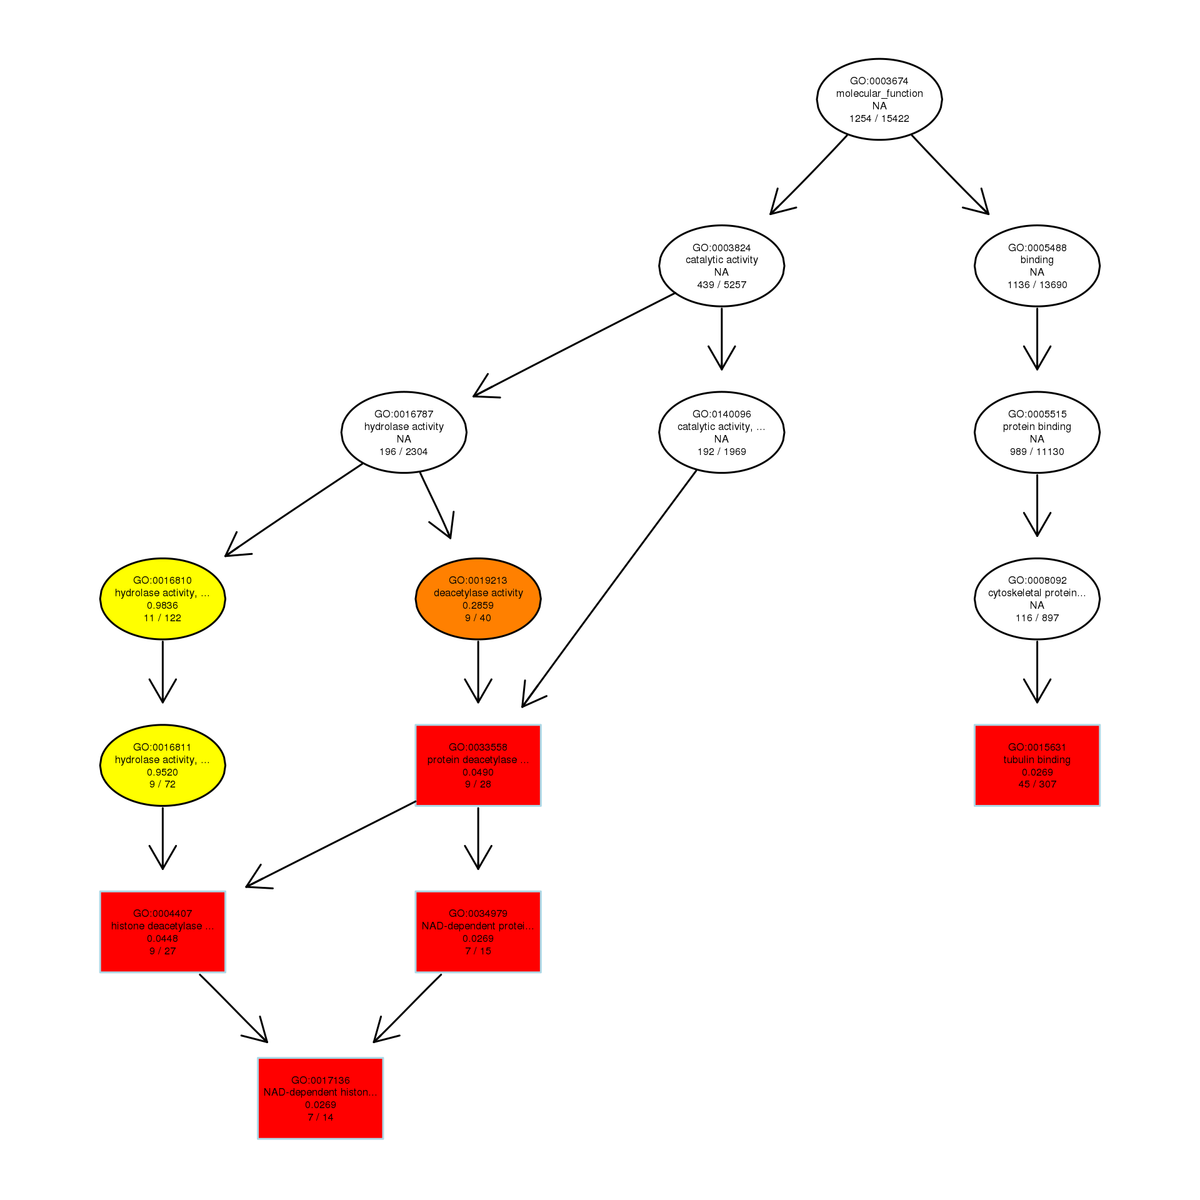 GO:0003674
molecular_function
NA
1254 / 15422
GO:0003824
catalytic activity
NA
439 / 5257
GO:0005488
binding
NA
1136 / 13690
GO:0016787
hydrolase activity
NA
196 / 2304
GO:0140096
catalytic activity, ...
NA
192 / 1969
GO:0005515
protein binding
NA
989 / 11130
GO:0016810
hydrolase activity, ...
0.9836
11 / 122
GO:0019213
deacetylase activity
0.2859
9 / 40
GO:0008092
cytoskeletal protein...
NA
116 / 897
GO:0016811
hydrolase activity, ...
0.9520
9 / 72
GO:0033558
protein deacetylase ...
0.0490
9 / 28
GO:0015631
tubulin binding
0.0269
45 / 307
GO:0004407
histone deacetylase ...
0.0448
9 / 27
GO:0034979
NAD-dependent protei...
0.0269
7 / 15
GO:0017136
NAD-dependent histon...
0.0269
7 / 14